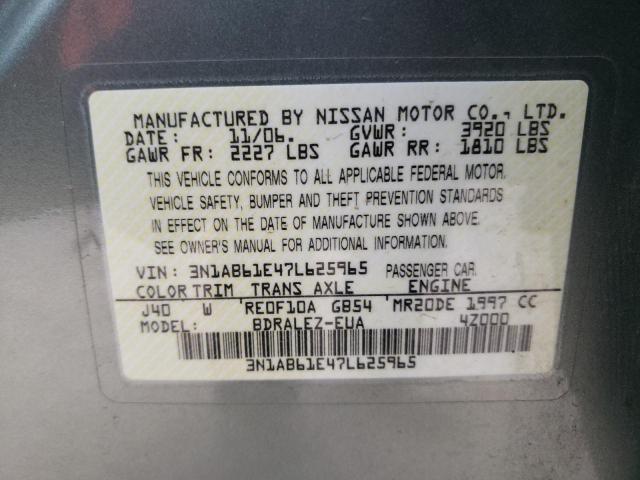 MANUFACTURED BY NISSAN MOTOR CO., LTD.
DATE: 11/06. GVWR: 3920 LBS
GAWR FR: 2227 LBS GAWR RR: 1810 LBS
THIS VEHICLE CONFORMS TO ALL APPLICABLE FEDERAL MOTOR
VEHICLE SAFETY, BUMPER AND THEFT PREVENTION STANDARDS
IN EFFECT ON THE DATE OF MANUFACTURE SHOWN ABOVE.
SEE OWNER'S MANUAL FOR ADDITIONAL INFORMATION.
VIN: 3N1AB61E47L625965 PASSENGER CAR
COLOR TRIM TRANS AXLE ENGINE
J40 W RE0F10A GB54 MR20DE 1997 CC
MODEL: BDRALEZ-EUA 4Z000
3N1AB61E47L625965